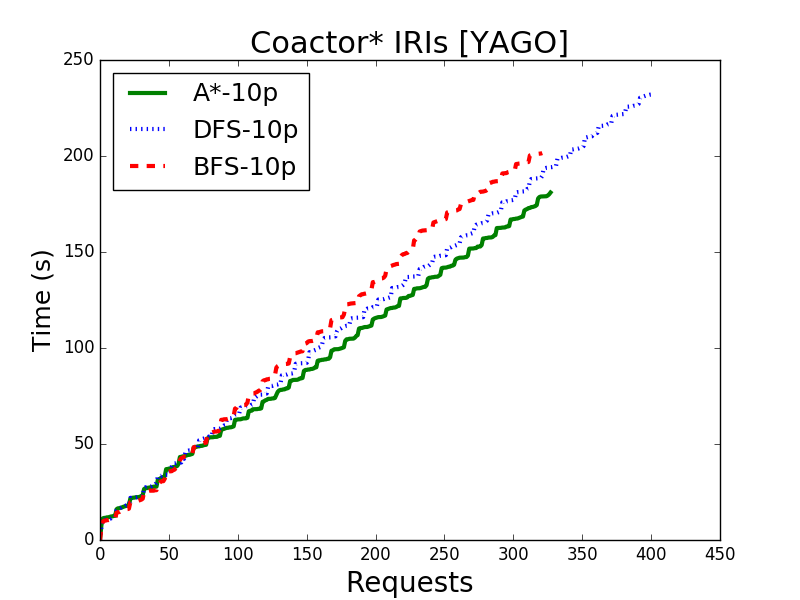 Coactor* IRIs [YAGO]
250
200
150
100
50
0
Time (s)
A*-10p
DFS-10p
BFS-10p
0 50 100 150 200 250 300 350 400 450
Requests